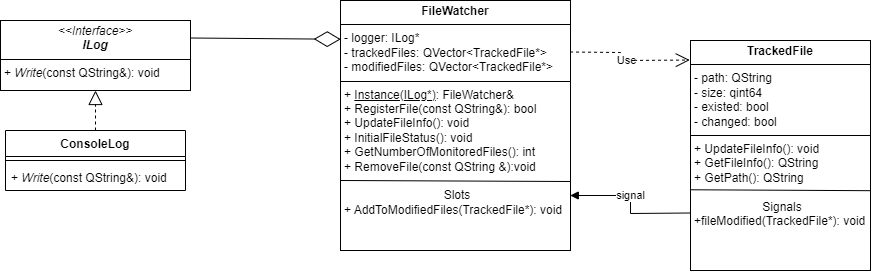 <<Interface>>
ILog
+ Write(const QString&): void
ConsoleLog
+ Write(const QString&): void
FileWatcher
- logger: ILog*
- trackedFiles: QVector<TrackedFile*>
- modifiedFiles: QVector<TrackedFile*>
+ Instance(ILog*): FileWatcher&
+ RegisterFile(const QString&): bool
+ UpdateFileInfo(): void
+ InitialFileStatus(): void
+ GetNumberOfMonitoredFiles(): int
+ RemoveFile(const QString &):void
Slots
+ AddToModifiedFiles(TrackedFile*): void
Use
signal
TrackedFile
- path: QString
- size: qint64
- existed: bool
- changed: bool
+ UpdateFileInfo(): void
+ GetFileInfo(): QString
+ GetPath(): QString
Signals
+fileModified(TrackedFile*): void